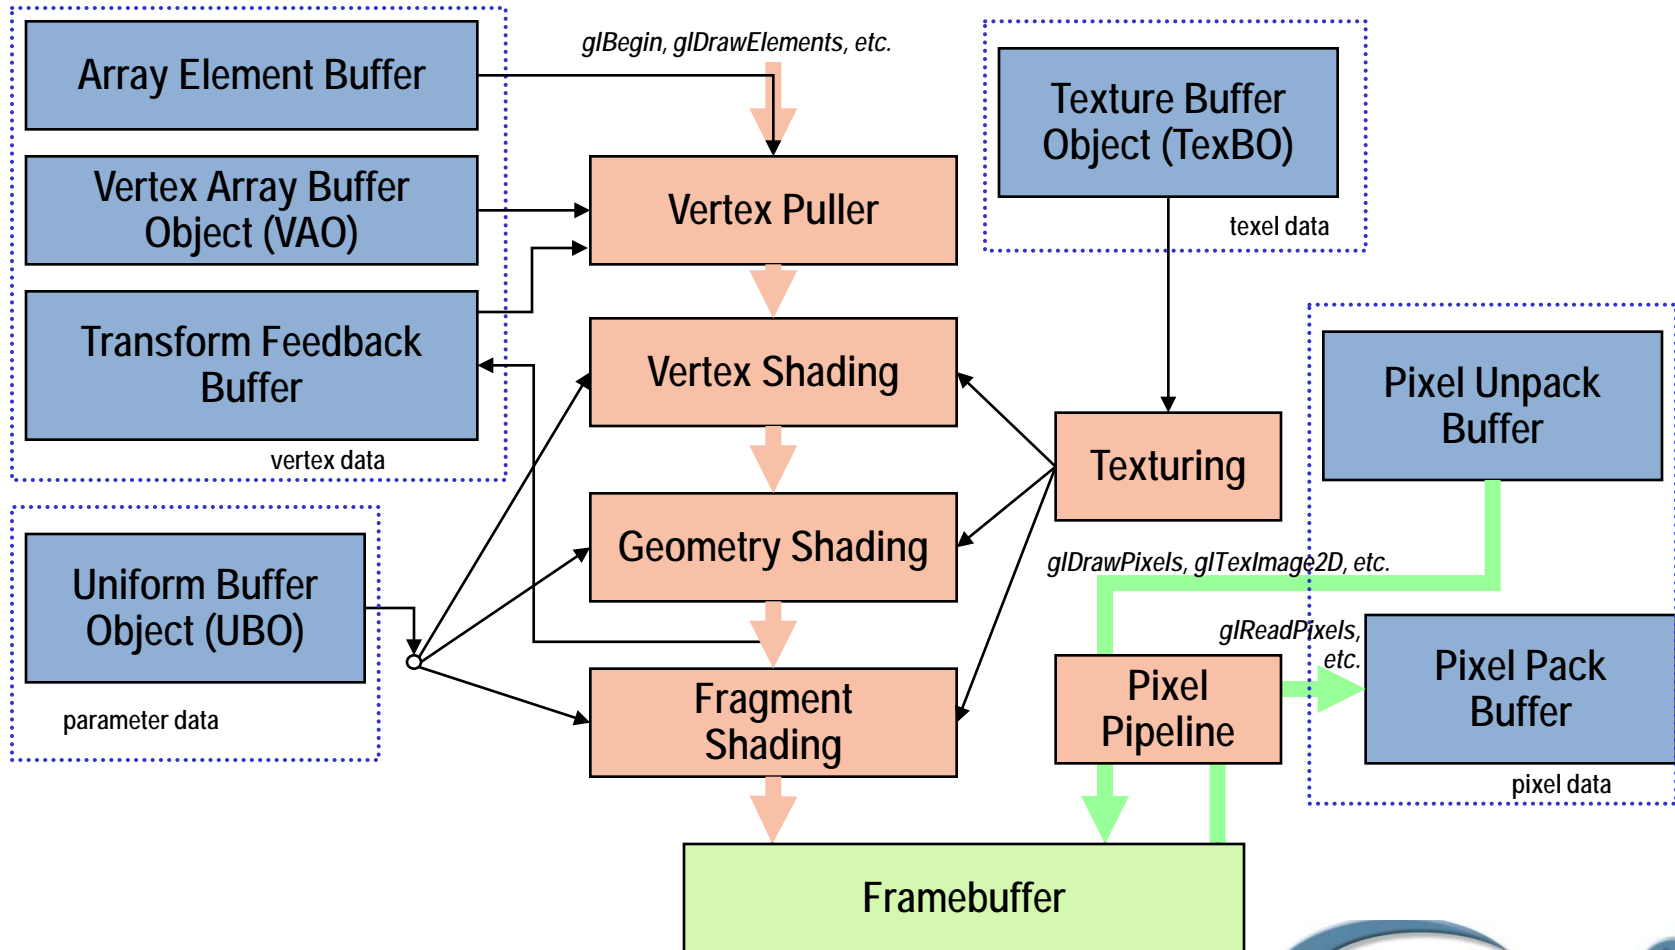 Array Element Buffer
glBegin, glDrawElements, etc.
Texture Buffer
Object (TexBO)
Vertex Array Buffer
Object (VAO)
Vertex Puller
texel data
Transform Feedback
Buffer
vertex data
Vertex Shading
Pixel Unpack
Buffer
Texturing
Geometry Shading
glDrawPixels, glTexImage2D, etc.
Uniform Buffer
Object (UBO)
parameter data
glReadPixels,
etc.
Pixel Pack
Buffer
Fragment
Shading
Pixel
Pipeline
pixel data
Framebuffer